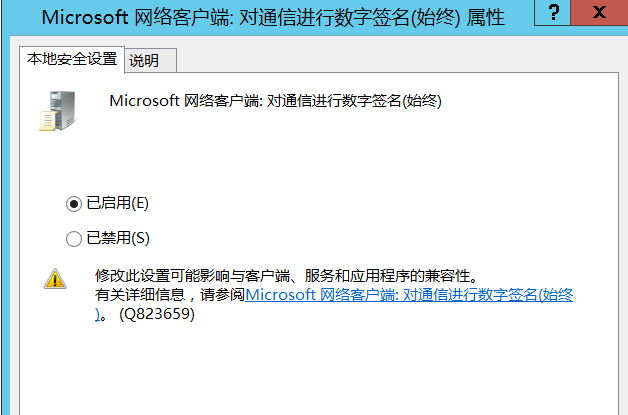 Microsoft 网络客户端: 对通信进行数字签名(始终) 属性
? x
本地安全设置 说明
Microsoft 网络客户端: 对通信进行数字签名(始终)
已启用(E)
已禁用(S)
修改此设置可能影响与客户端、服务和应用程序的兼容性。
有关详细信息，请参阅Microsoft 网络客户端: 对通信进行数字签名(始终
)。 (Q823659)